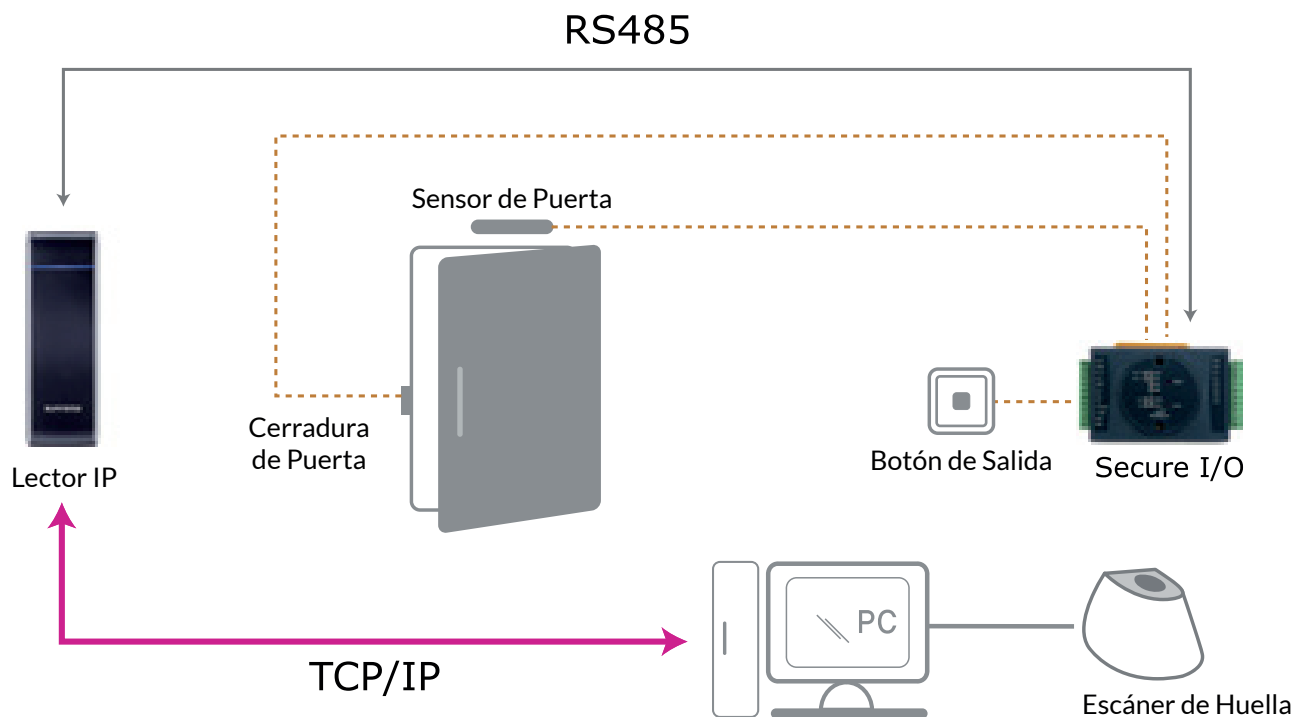 RS485
Sensor de Puerta
Cerradura
de Puerta
Botón de Salida
Secure I/O
Lector IP
PC
TCP/IP
Escáner de Huella